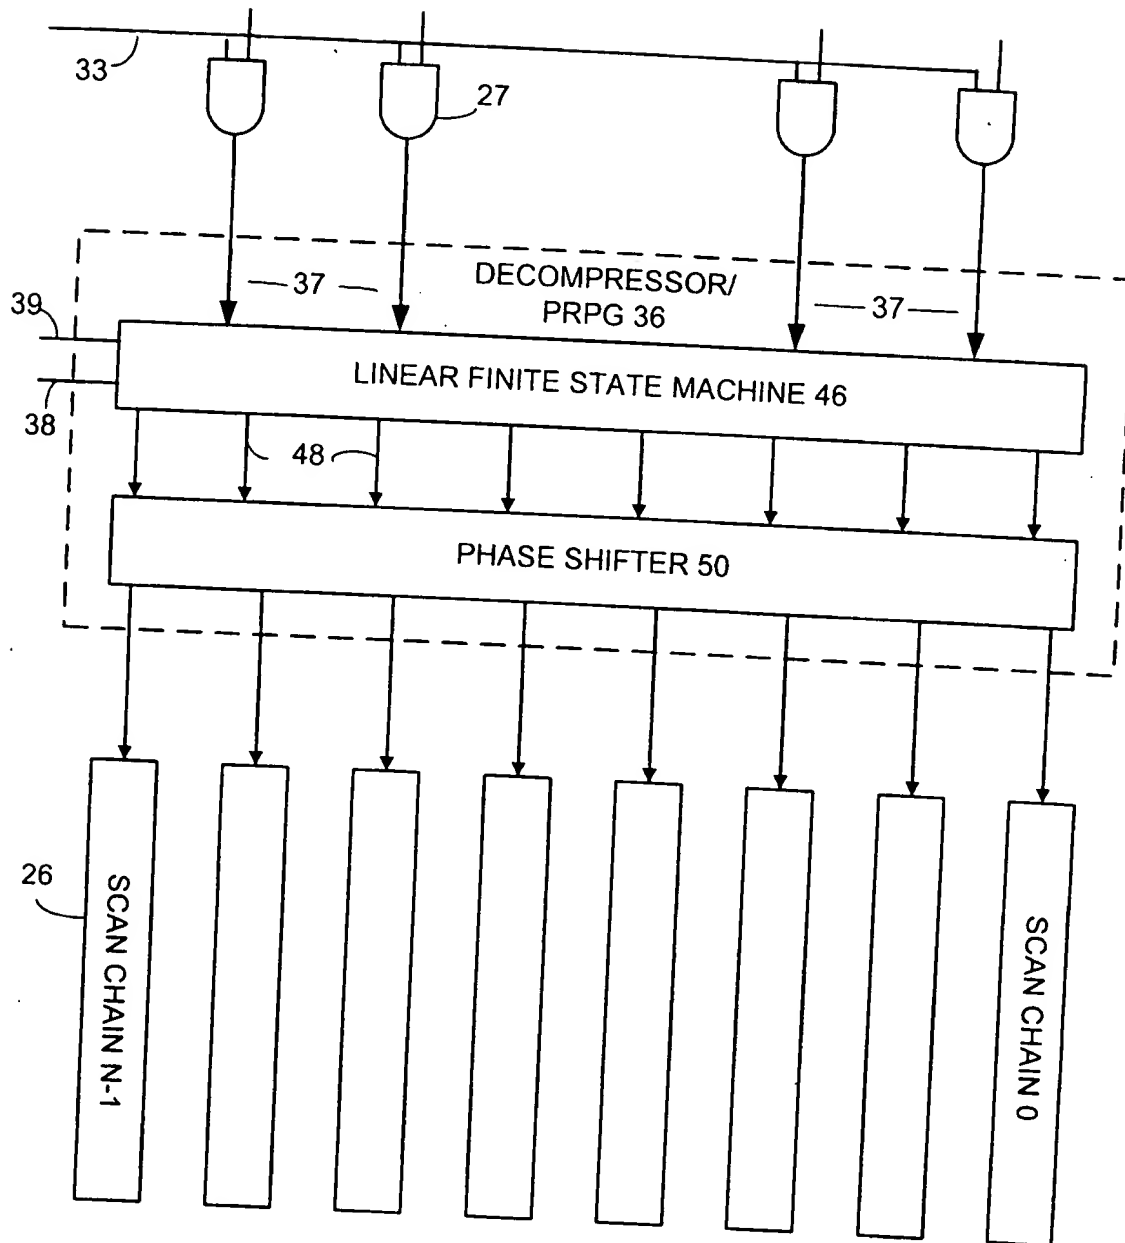 33
27
37
DECOMPRESSOR/
PRPG 36
37
39
38
LINEAR FINITE STATE MACHINE 46
48
PHASE SHIFTER 50
26
SCAN CHAIN N-1
SCAN CHAIN 0